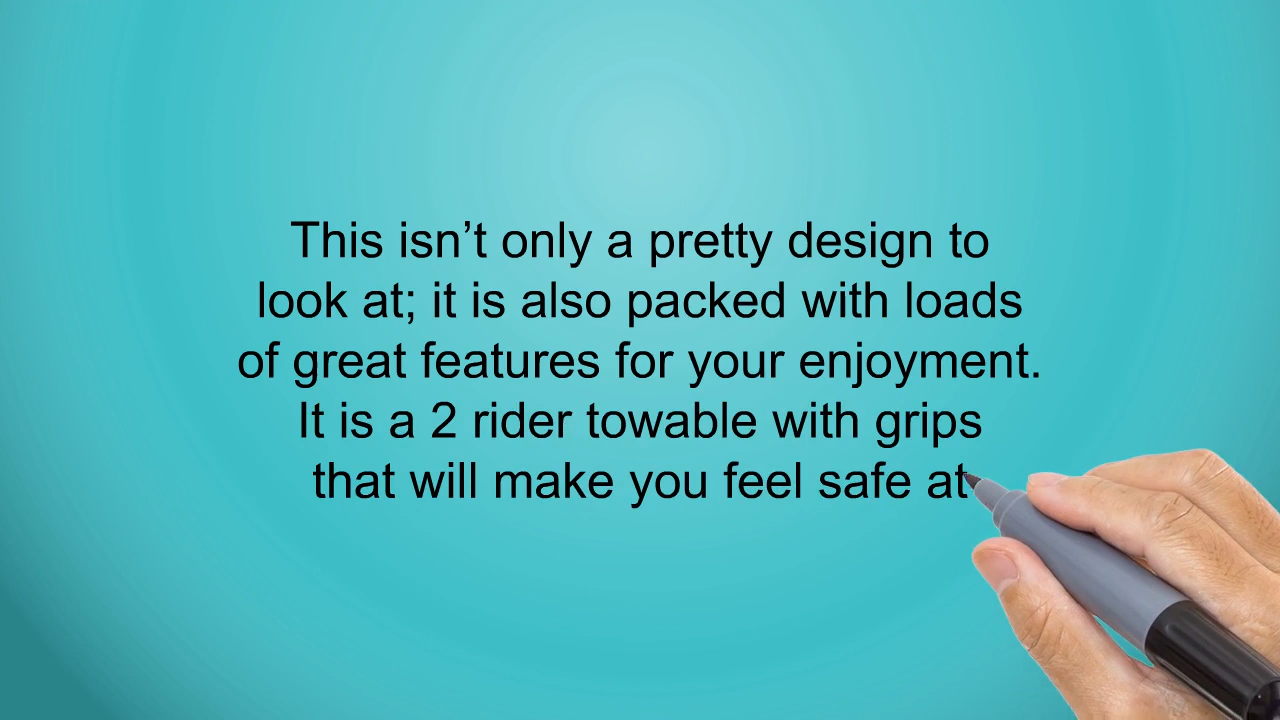 This isn’t only a pretty design to
look at; it is also packed with loads
of great features for your enjoyment.
It is a 2 rider towable with grips
that will make you feel safe at